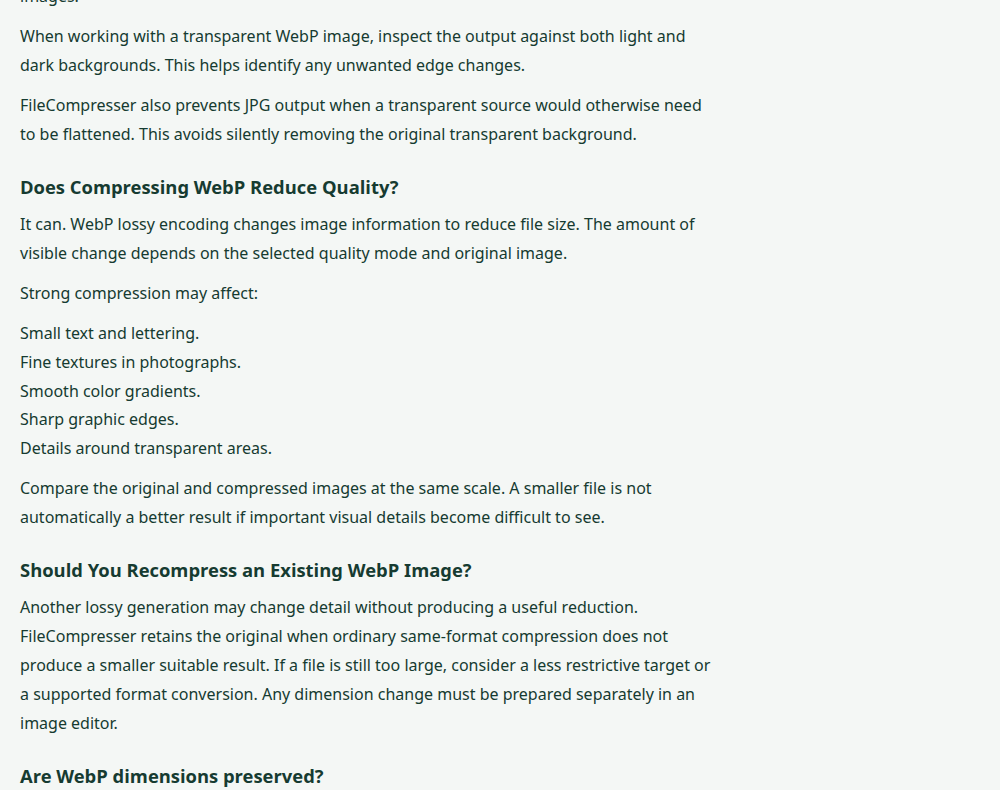 images.
When working with a transparent WebP image, inspect the output against both light and
dark backgrounds. This helps identify any unwanted edge changes.
FileCompresser also prevents JPG output when a transparent source would otherwise need
to be flattened. This avoids silently removing the original transparent background.
Does Compressing WebP Reduce Quality?
It can. WebP lossy encoding changes image information to reduce file size. The amount of
visible change depends on the selected quality mode and original image.
Strong compression may affect:
Small text and lettering.
Fine textures in photographs.
Smooth color gradients.
Sharp graphic edges.
Details around transparent areas.
Compare the original and compressed images at the same scale. A smaller file is not
automatically a better result if important visual details become difficult to see.
Should You Recompress an Existing WebP Image?
Another lossy generation may change detail without producing a useful reduction.
FileCompresser retains the original when ordinary same-format compression does not
produce a smaller suitable result. If a file is still too large, consider a less restrictive target or
a supported format conversion. Any dimension change must be prepared separately in an
image editor.
Are WebP dimensions preserved?